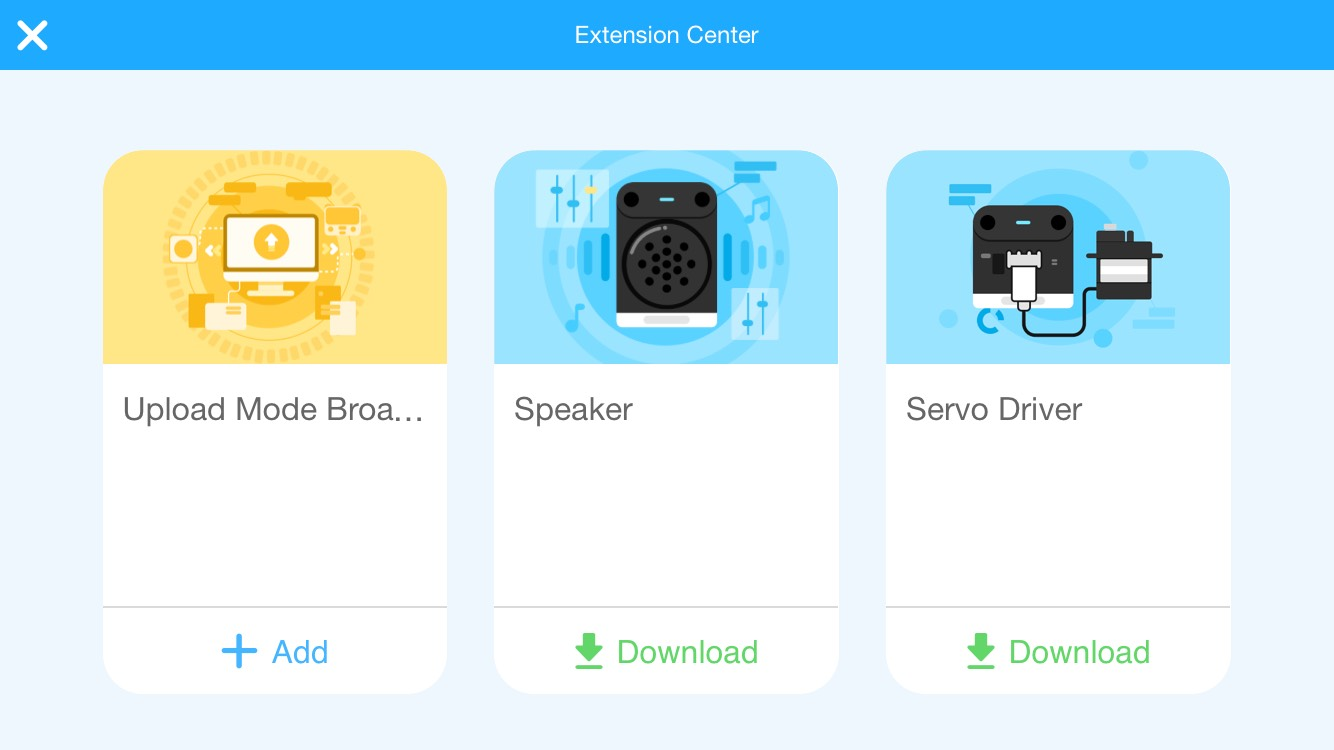 Extension Center
Upload Mode Broa...
Speaker
Servo Driver
Add
Download
Download